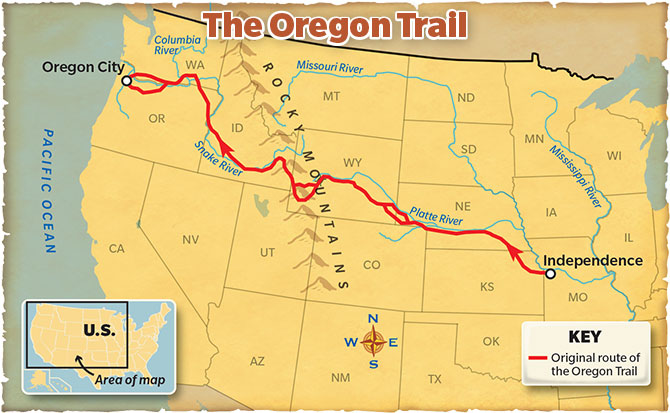 The Oregon Trail
Columbia
River
Oregon City
WA
Missouri River
MT
ND
OR
ID
ROCKY MOUNTAINS
MN
SD
WI
Mississippi River
Snake River
WY
PACIFIC OCEAN
Platte River
NE
IA
IL
NV
UT
CA
CO
Independence
KS
MO
U.S.
Area of map
N
W E
S
KEY
Original route of
the Oregon Trail
OK
AZ
NM
TX